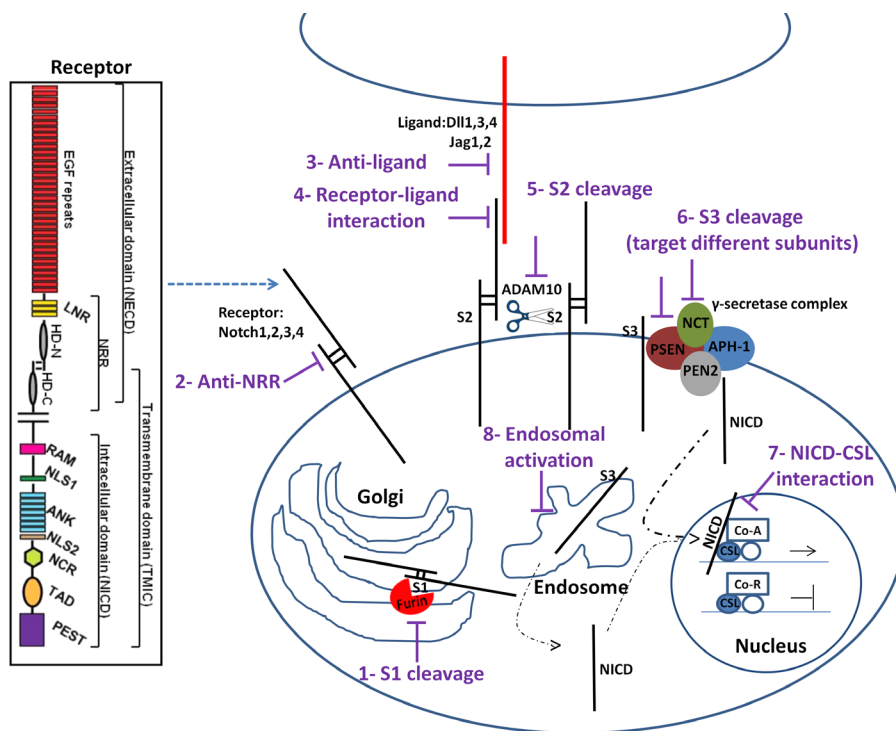 Receptor
EGF repeats
LNR
HD-N
HD-C
RAM
NLS1
ANK
NLS2
NCR
TAD
PEST
NRR
Extracellular domain (NECD)
Intracellular domain (NICD)
Transmembrane domain (TMIC)
Ligand:Dll1,3,4
Jag1,2
3- Anti-ligand
4- Receptor-ligand
interaction
5- S2 cleavage
6- S3 cleavage
(target different subunits)
ADAM10
S2
S2
S3
γ-secretase complex
NCT
PSEN
APH-1
PEN2
Receptor:
Notch1,2,3,4
2- Anti-NRR
NICD
8- Endosomal
activation
7- NICD-CSL
interaction
Golgi
S3
Endosome
S1
Furin
1- S1 cleavage
NICD
NICD
Co-A
CSL
Co-R
CSL
Nucleus